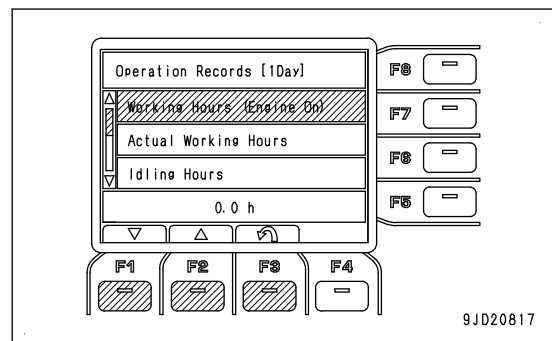 Operation Records [1Day]
Working Hours (Engine On)
Actual Working Hours
Idling Hours
0.0 h
F8
F7
F6
F5
F1 F2 F3 F4
9JD20817